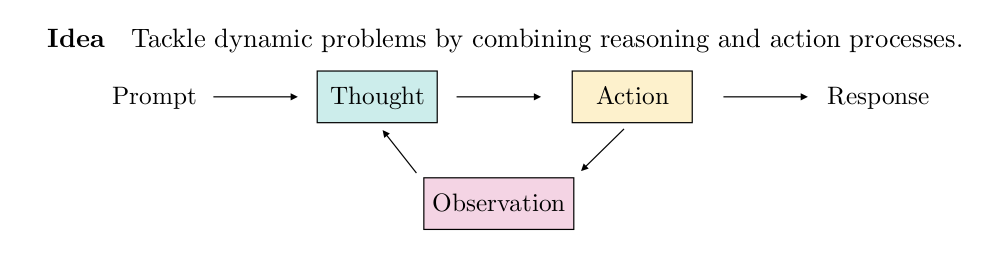 Idea Tackle dynamic problems by combining reasoning and action processes.
Prompt Thought Action Response
Observation